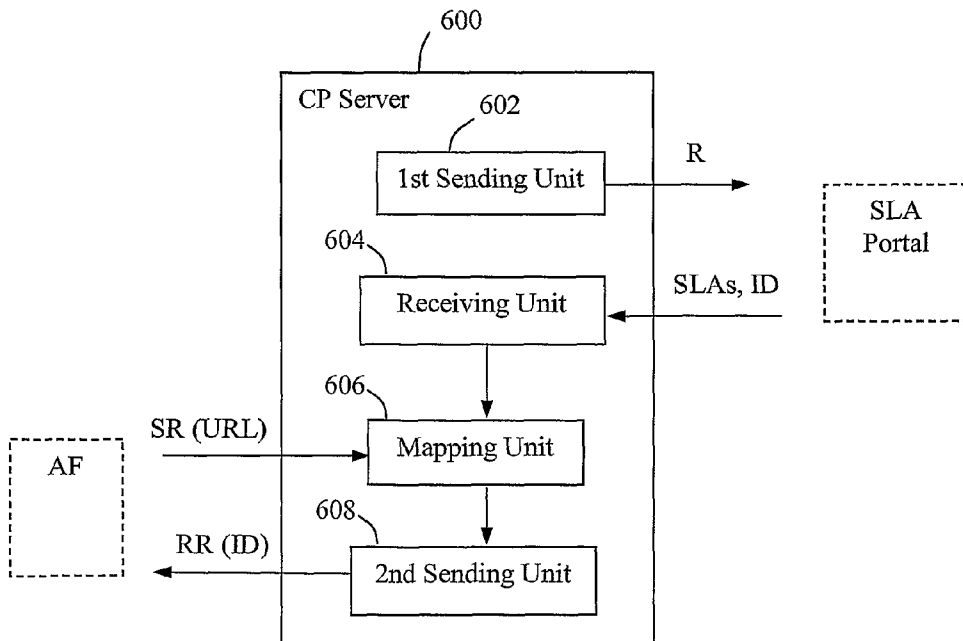 600
CP Server
602
1st Sending Unit
R
SLA
Portal
604
Receiving Unit
SLAs, ID
606
SR (URL)
Mapping Unit
AF
608
RR (ID)
2nd Sending Unit